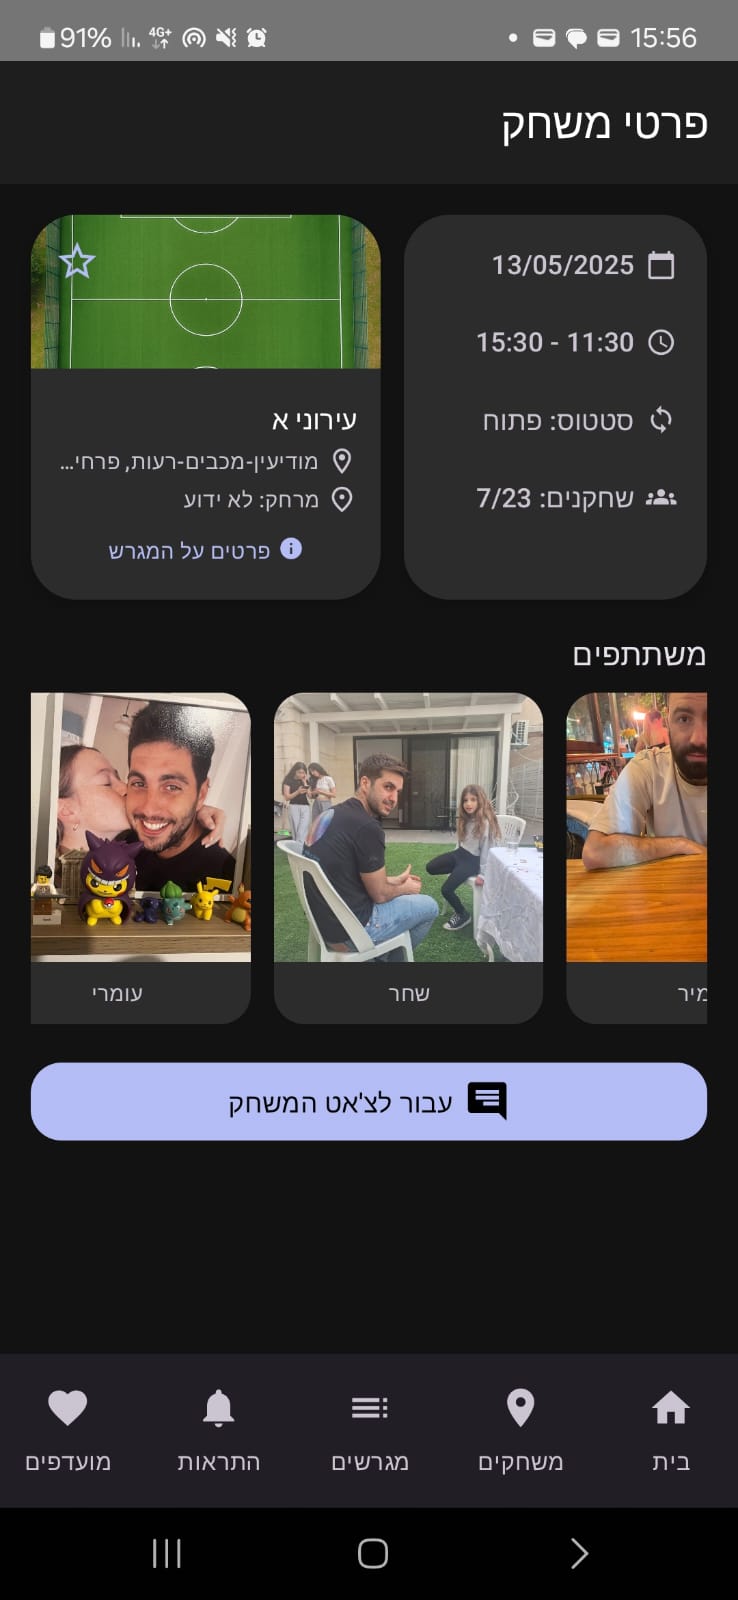 91% 4G+ 15:56
פרטי משחק
13/05/2025
11:30 - 15:30
סטטוס: פתוח
שחקנים: 7/23
עירוני א
מודיעין-מכבים-רעות, פרחי...
מרחק: לא ידוע
פרטים על המגרש
משתתפים
מיר
שחר
עומרי
עבור לצ'אט המשחק
בית
משחקים
מגרשים
התראות
מועדפים